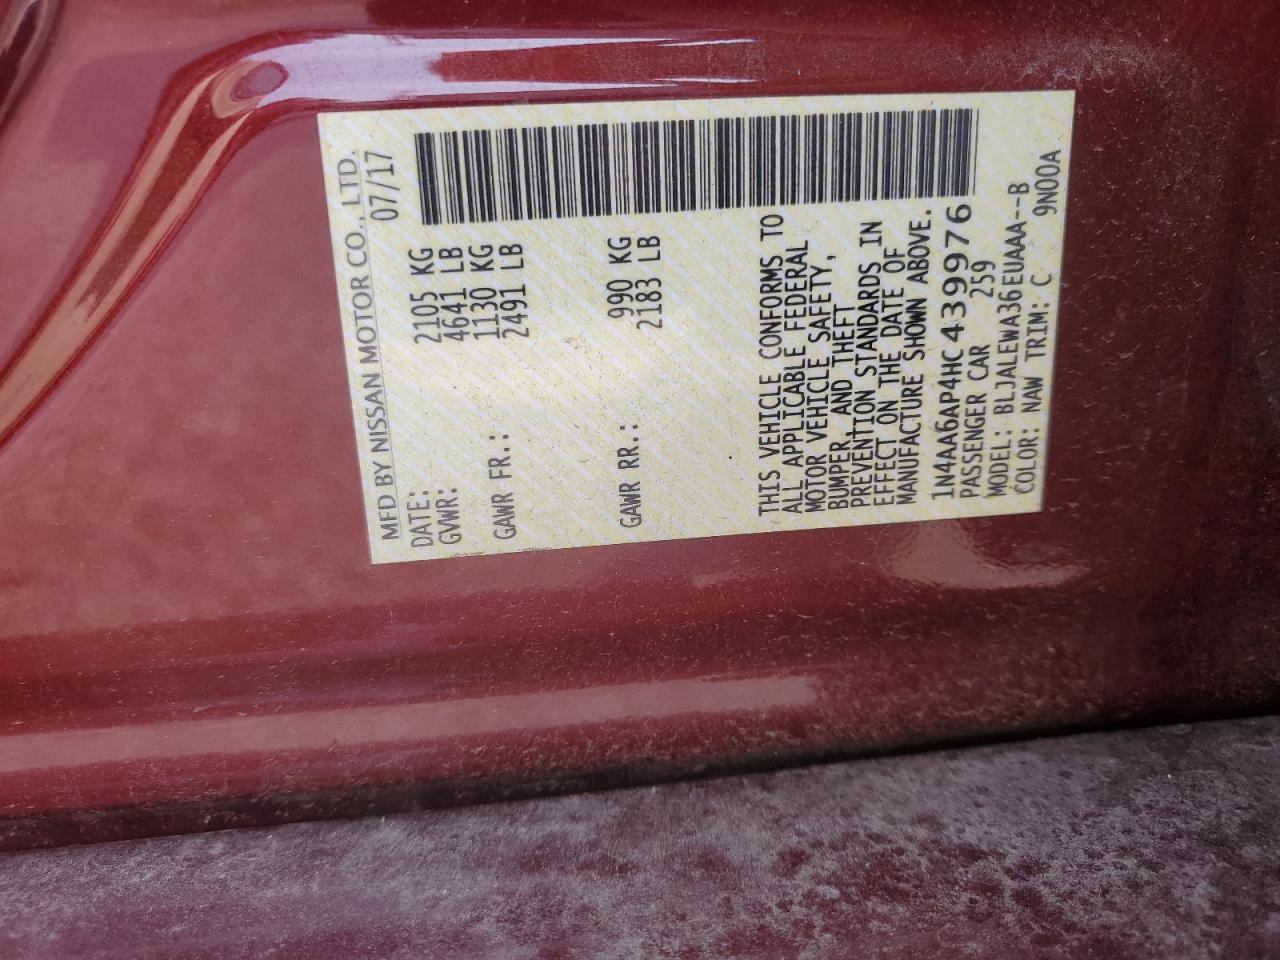 MFD BY NISSAN MOTOR CO., LTD.
DATE: 07/17
GVWR: 2105 KG
4641 LB
GAWR FR.: 1130 KG
2491 LB
GAWR RR.: 990 KG
2183 LB
THIS VEHICLE CONFORMS TO
ALL APPLICABLE FEDERAL
MOTOR VEHICLE SAFETY,
BUMPER AND THEFT
PREVENTION STANDARDS IN
EFFECT ON THE DATE OF
MANUFACTURE SHOWN ABOVE.
1N4AA6AP4HC439976
PASSENGER CAR 259
MODEL: BLJALEWA36EUAAA--B
COLOR: NAW TRIM: C 9N00A